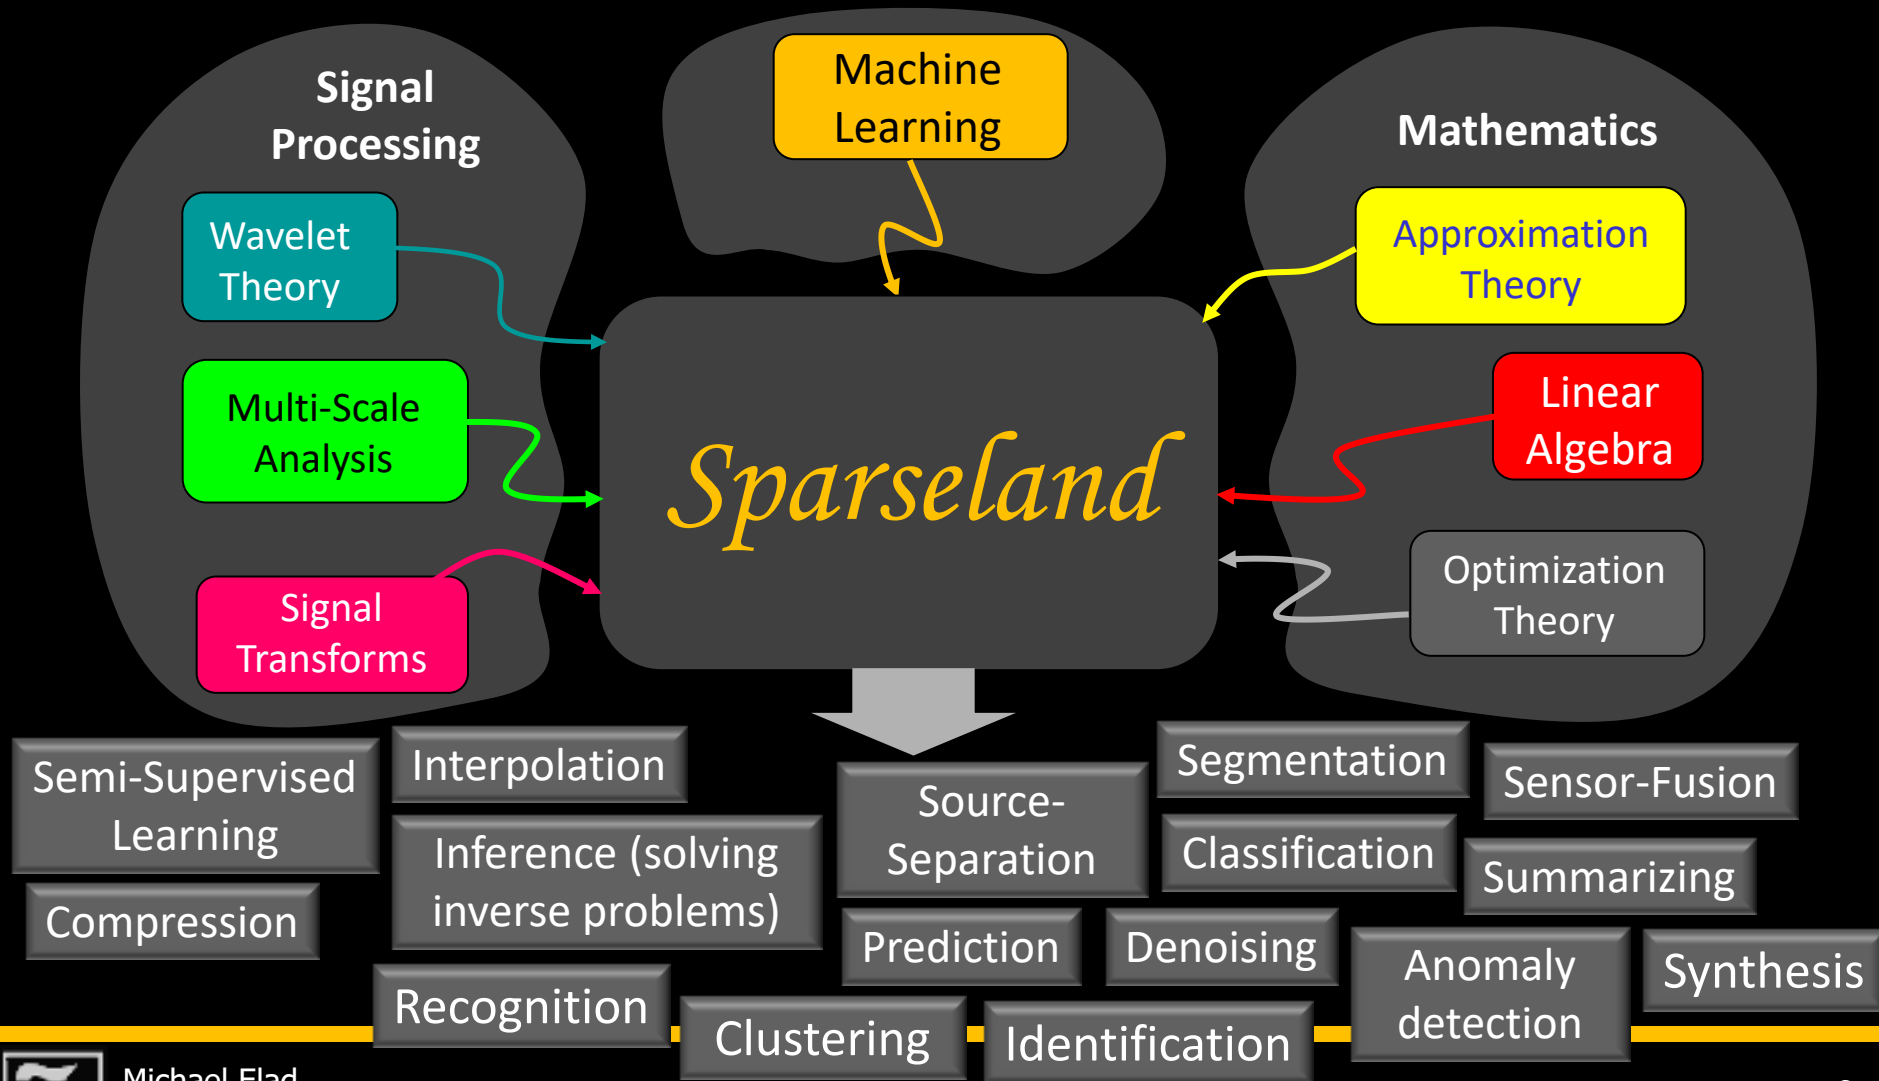 Signal
Processing
Machine
Learning
Mathematics
Wavelet
Theory
Approximation
Theory
Multi-Scale
Analysis
Linear
Algebra
Sparseland
Signal
Transforms
Optimization
Theory
Semi-Supervised
Learning
Interpolation
Source-
Separation
Segmentation
Sensor-Fusion
Inference (solving
inverse problems)
Classification
Summarizing
Compression
Prediction
Denoising
Anomaly
detection
Synthesis
Recognition
Clustering
Identification
Michael Elad